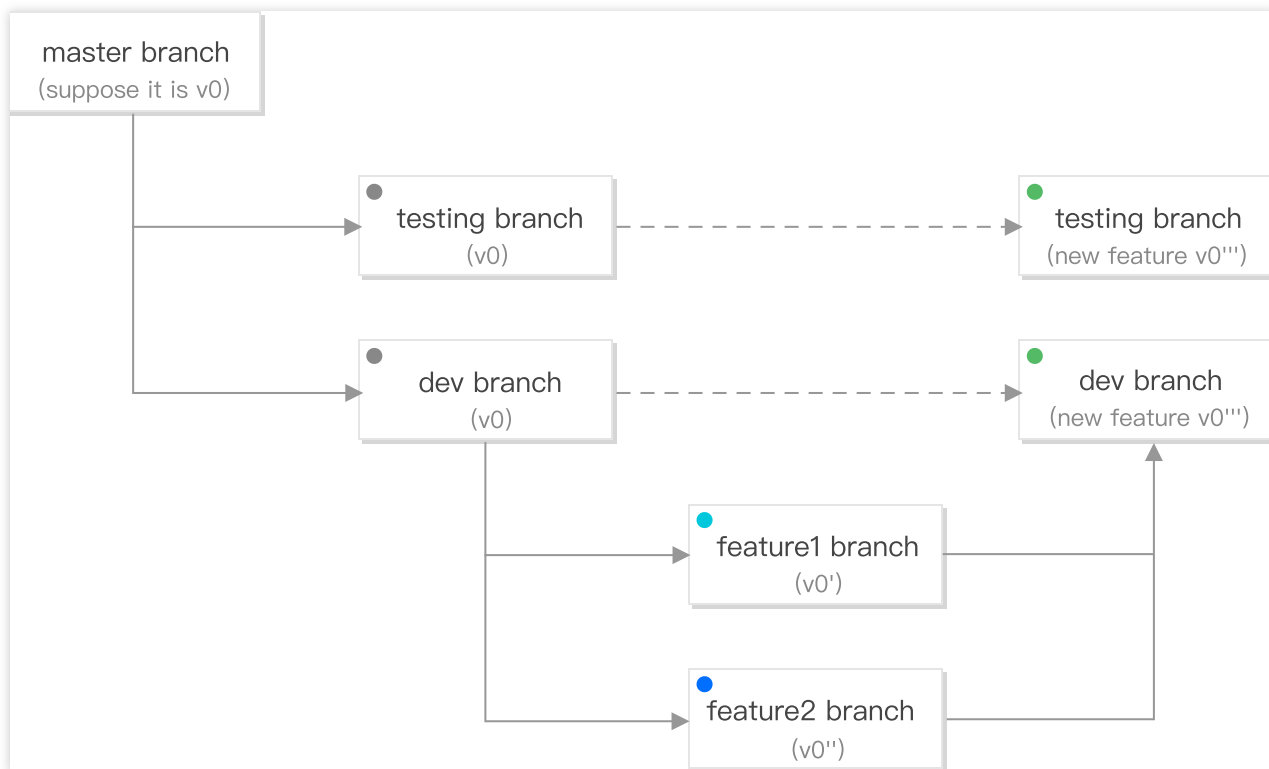 master branch
(suppose it is v0)
testing branch
(v0)
testing branch
(new feature v0''')
dev branch
(v0)
dev branch
(new feature v0''')
feature1 branch
(v0')
feature2 branch
(v0'')